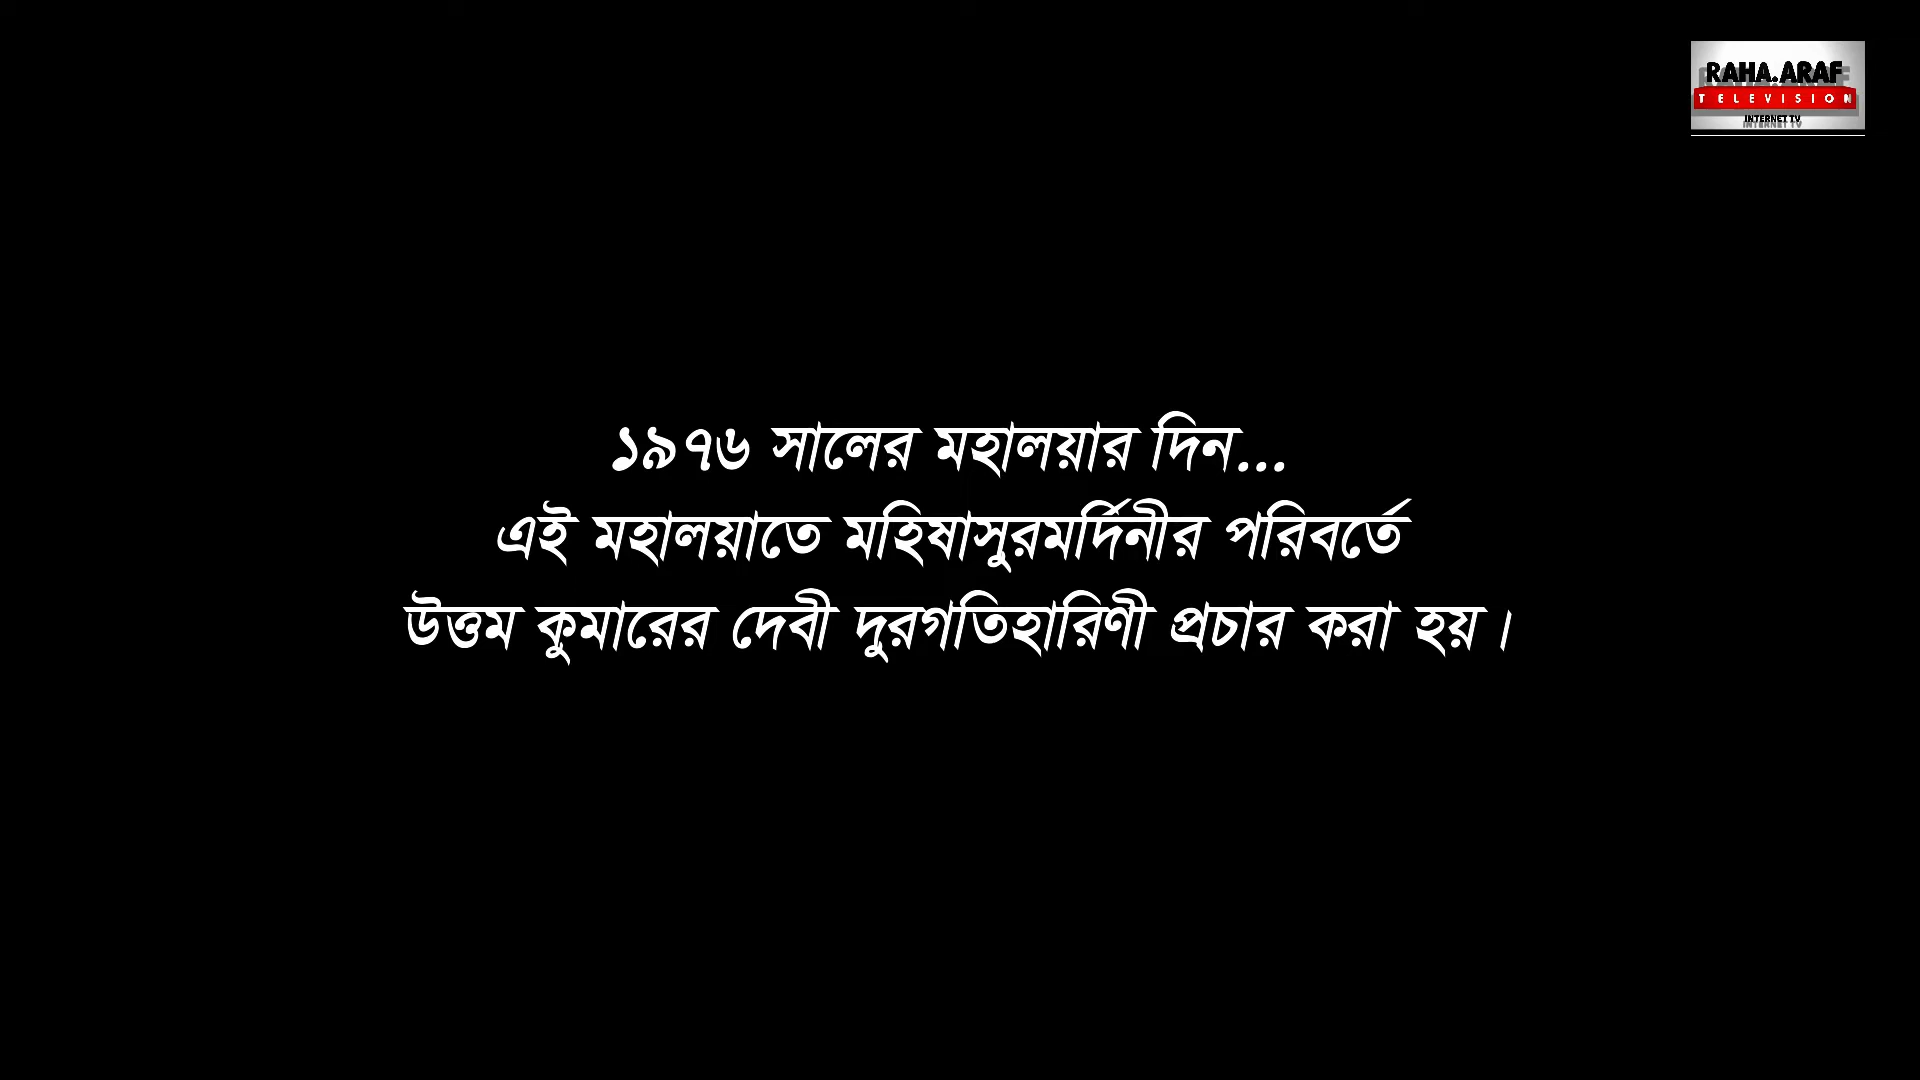 RAHA.ARAF
TELEVISION
INTERNET TV
১৯৭৬ সালের মহালয়ার দিন...
এই মহালয়াতে মহিষাসুরমর্দিনীর পরিবর্তে
উত্তম কুমারের দেবী দুরগতিহারিণী প্রচার করা হয়।